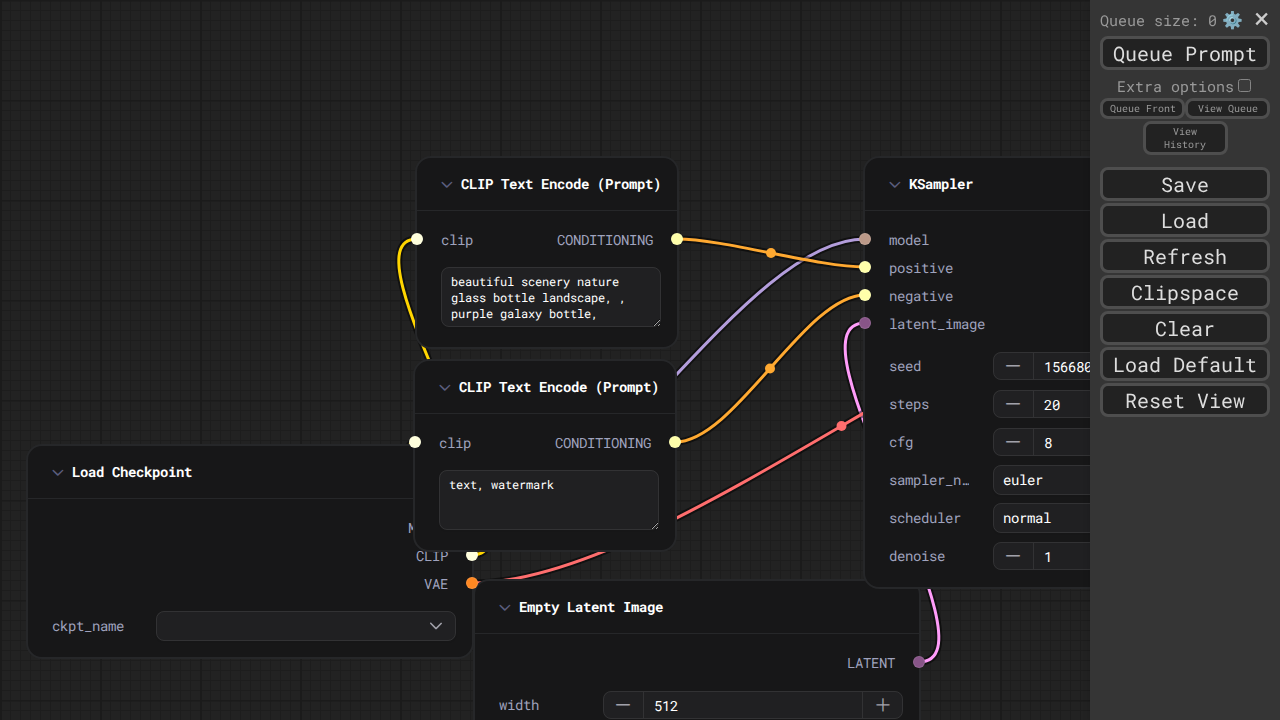 Queue size: 0
Queue Prompt
Extra options
Queue Front
View Queue
View
History
Save
Load
Refresh
Clipspace
Clear
Load Default
Reset View
CLIP Text Encode (Prompt)
clip
CONDITIONING
beautiful scenery nature
glass bottle landscape, ,
purple galaxy bottle,
CLIP Text Encode (Prompt)
clip
CONDITIONING
text, watermark
KSampler
model
positive
negative
latent_image
seed
156680
steps
20
cfg
8
sampler_n…
euler
scheduler
normal
denoise
1
Load Checkpoint
CLIP
VAE
ckpt_name
Empty Latent Image
LATENT
width
512